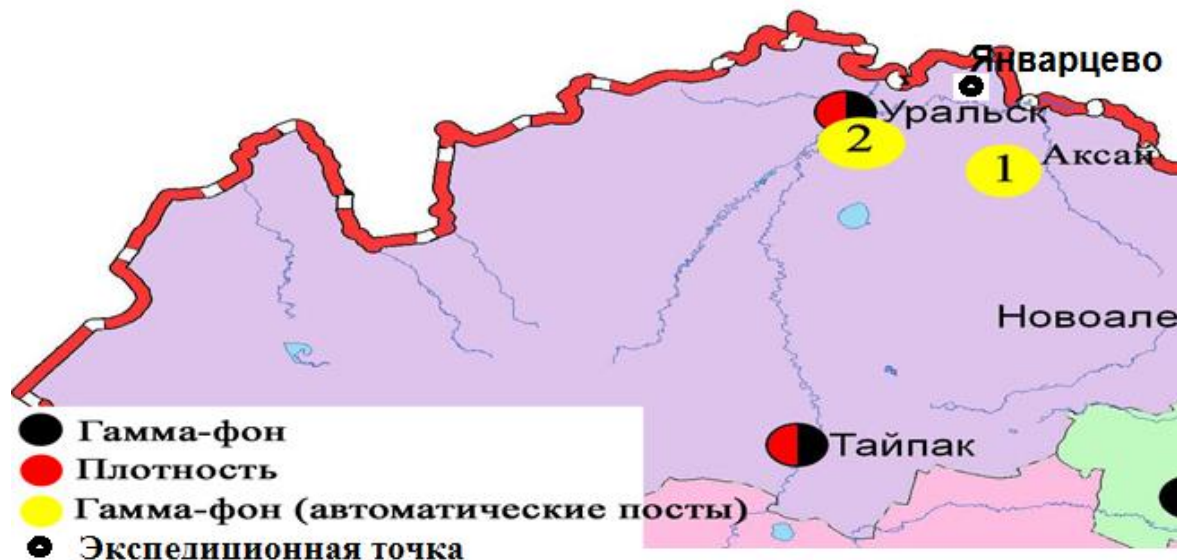 Январцево
Уральск
2
1
Аксай
Новоале
Тайпак
Гамма-фон
Плотность
Гамма-фон (автоматические посты)
Экспедиционная точка